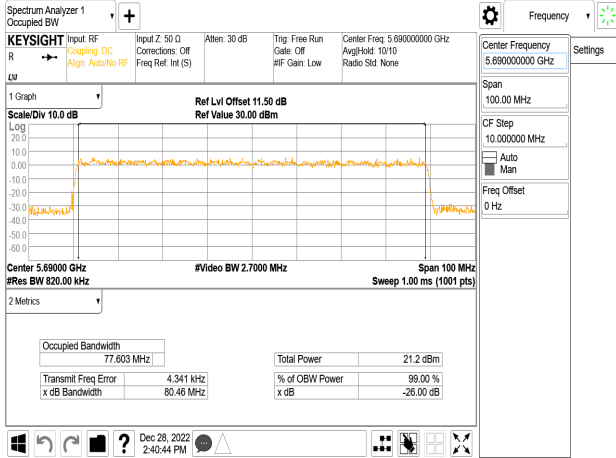 Spectrum Analyzer 1
Occupied BW
Frequency
KEYSIGHT
R
Input: RF
Coupling: DC
Align: Auto/No RF
Input Z: 50 Ω
Corrections: Off
Freq Ref: Int (S)
Atten: 30 dB
Trig: Free Run
Gate: Off
#IF Gain: Low
Center Freq: 5.690000000 GHz
Avg|Hold: 10/10
Radio Std: None
Center Frequency
5.690000000 GHz
Settings
Span
100.00 MHz
CF Step
10.000000 MHz
Auto
Man
Freq Offset
0 Hz
1 Graph
Scale/Div 10.0 dB
Ref Lvl Offset 11.50 dB
Ref Value 30.00 dBm
Log
20.0
10.0
0.00
-10.0
-20.0
-30.0
-40.0
-50.0
-60.0
Center 5.69000 GHz
#Video BW 2.7000 MHz
Span 100 MHz
#Res BW 820.00 kHz
Sweep 1.00 ms (1001 pts)
2 Metrics
Occupied Bandwidth
77.603 MHz
Total Power 21.2 dBm
Transmit Freq Error 4.341 kHz
% of OBW Power 99.00 %
x dB Bandwidth 80.46 MHz
x dB -26.00 dB
Dec 28, 2022
2:40:44 PM